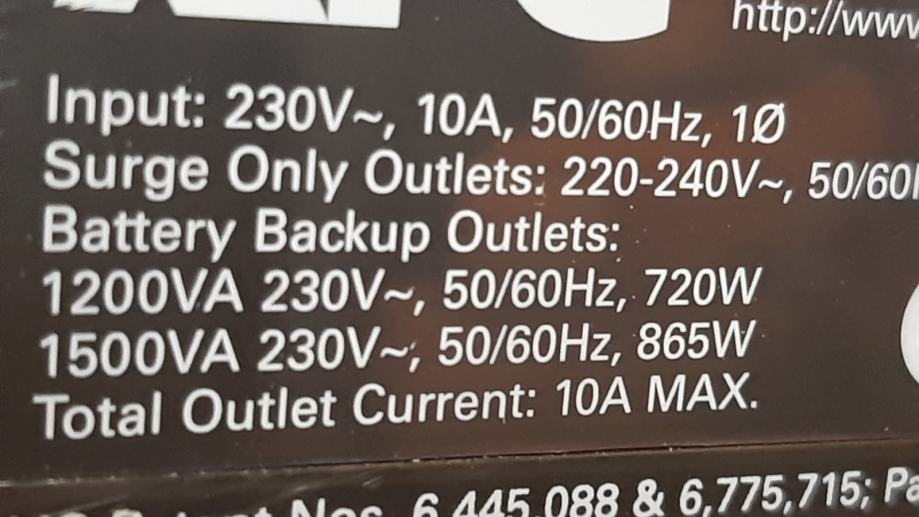 http://www
Input: 230V~, 10A, 50/60Hz, 1Ø
Surge Only Outlets: 220-240V~, 50/60
Battery Backup Outlets:
1200VA 230V~, 50/60Hz, 720W
1500VA 230V~, 50/60Hz, 865W
Total Outlet Current: 10A MAX.
Nos. 6,445,088 & 6,775,715; Pa